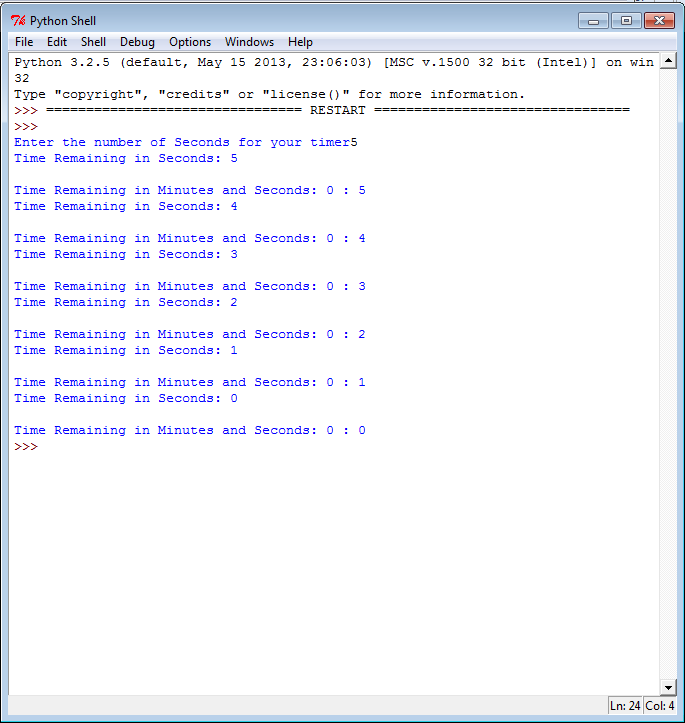 Python Shell
File Edit Shell Debug Options Windows Help
Python 3.2.5 (default, May 15 2013, 23:06:03) [MSC v.1500 32 bit (Intel)] on win
32
Type "copyright", "credits" or "license()" for more information.
>>> ================================ RESTART ================================
>>>
Enter the number of Seconds for your timer5
Time Remaining in Seconds: 5

Time Remaining in Minutes and Seconds: 0 : 5
Time Remaining in Seconds: 4

Time Remaining in Minutes and Seconds: 0 : 4
Time Remaining in Seconds: 3

Time Remaining in Minutes and Seconds: 0 : 3
Time Remaining in Seconds: 2

Time Remaining in Minutes and Seconds: 0 : 2
Time Remaining in Seconds: 1

Time Remaining in Minutes and Seconds: 0 : 1
Time Remaining in Seconds: 0

Time Remaining in Minutes and Seconds: 0 : 0
>>>
Ln: 24 Col: 4